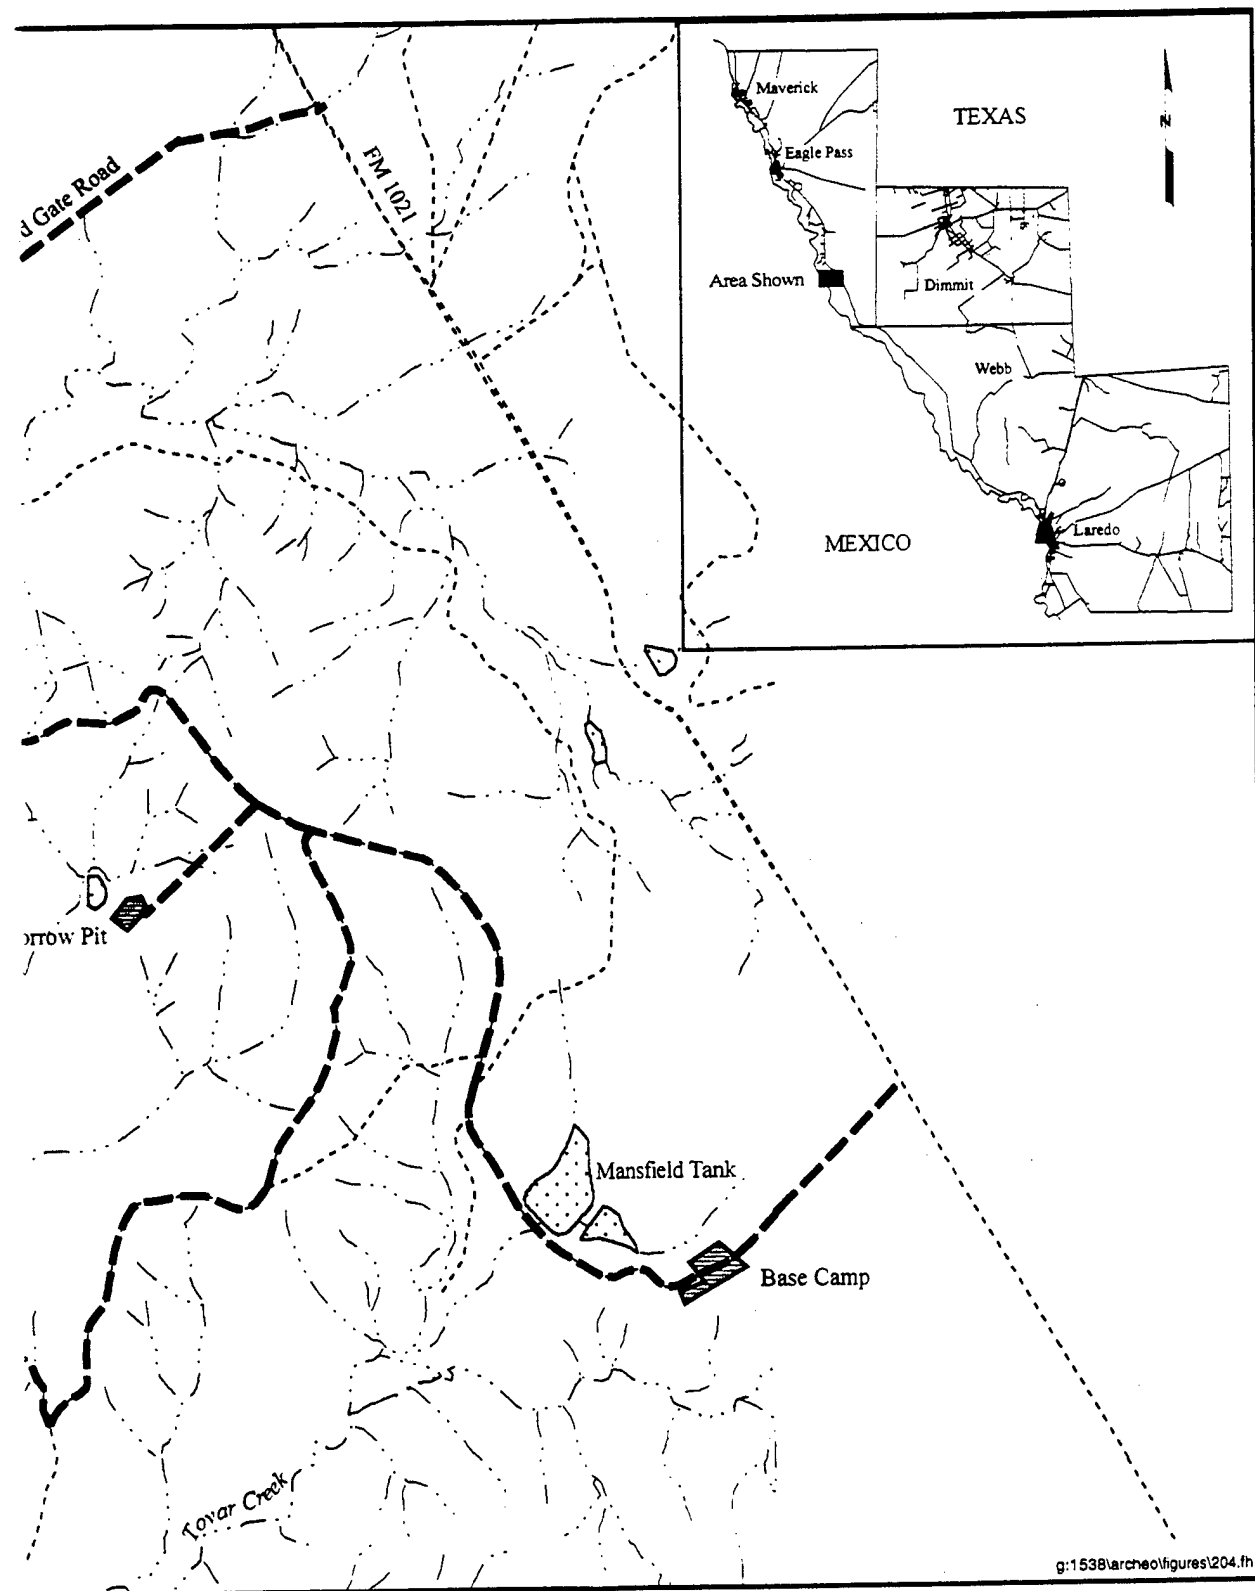 Maverick
TEXAS
N
Eagle Pass
d Gate Road
FM 1021
Area Shown
Dimmit
Webb
MEXICO
Laredo
orrow Pit
Mansfield Tank
Base Camp
Tovar Creek
g:1538\archeo\figures\204.fh